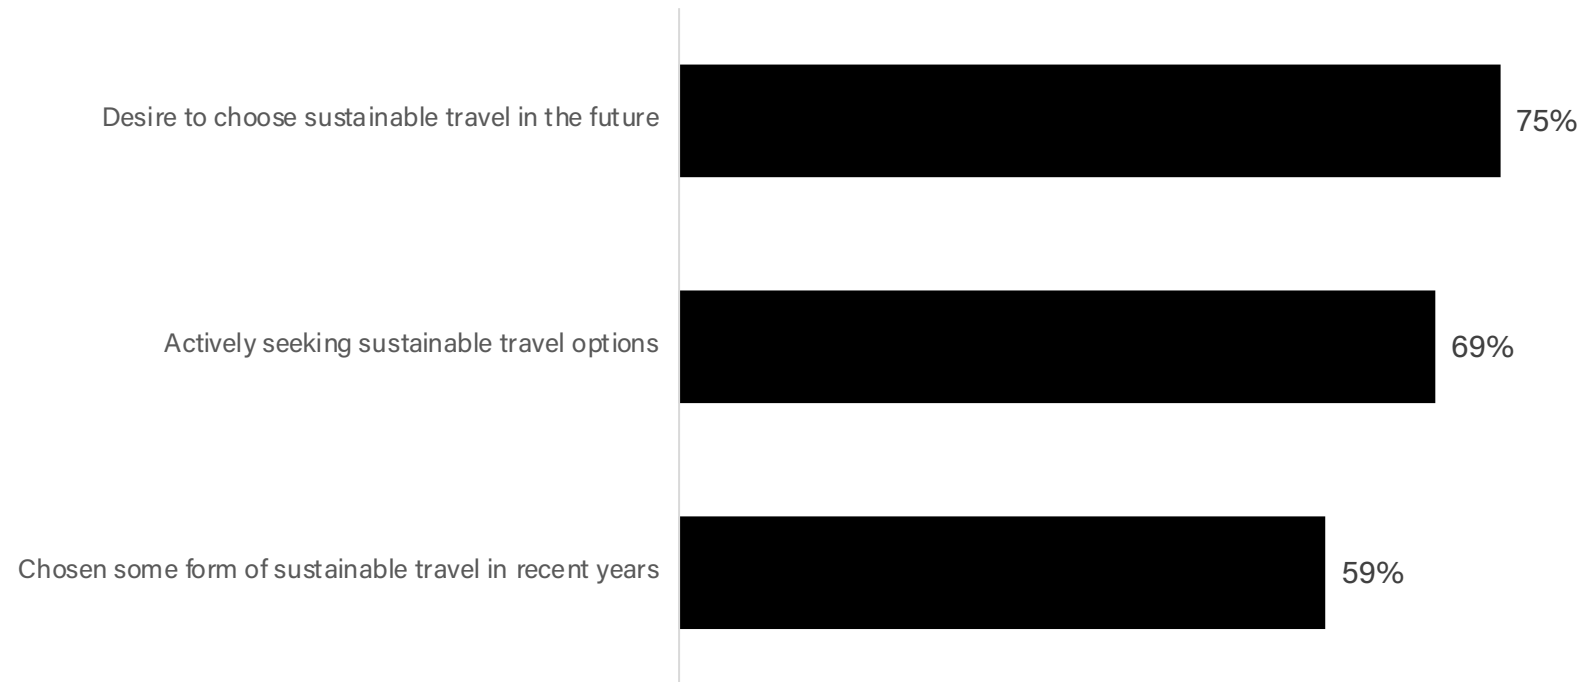 Desire to choose sustainable travel in the future
75%
Actively seeking sustainable travel options
69%
Chosen some form of sustainable travel in recent years
59%